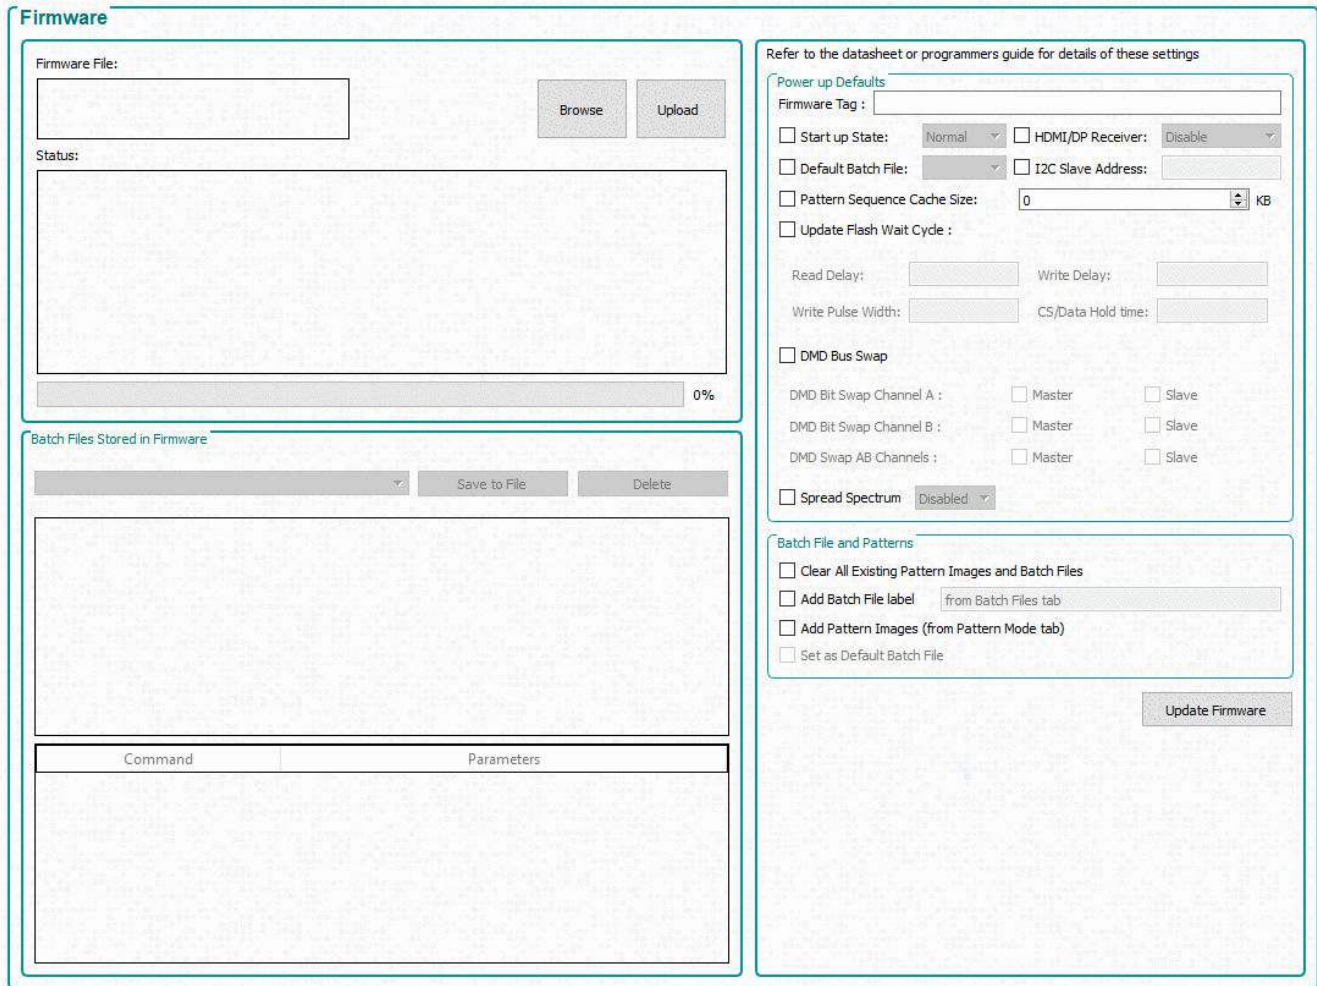 Firmware
Firmware File:
Browse
Upload
Status:
0%
Batch Files Stored in Firmware
Save to File
Delete
Command
Parameters
Refer to the datasheet or programmers guide for details of these settings
Power up Defaults
Firmware Tag :
Start up State:
Normal
HDMI/DP Receiver:
Disable
Default Batch File:
I2C Slave Address:
Pattern Sequence Cache Size:
0
KB
Update Flash Wait Cycle :
Read Delay:
Write Delay:
Write Pulse Width:
CS/Data Hold time:
DMD Bus Swap
DMD Bit Swap Channel A :
Master
Slave
DMD Bit Swap Channel B :
Master
Slave
DMD Swap AB Channels :
Master
Slave
Spread Spectrum
Disabled
Batch File and Patterns
Clear All Existing Pattern Images and Batch Files
Add Batch File label
from Batch Files tab
Add Pattern Images (from Pattern Mode tab)
Set as Default Batch File
Update Firmware